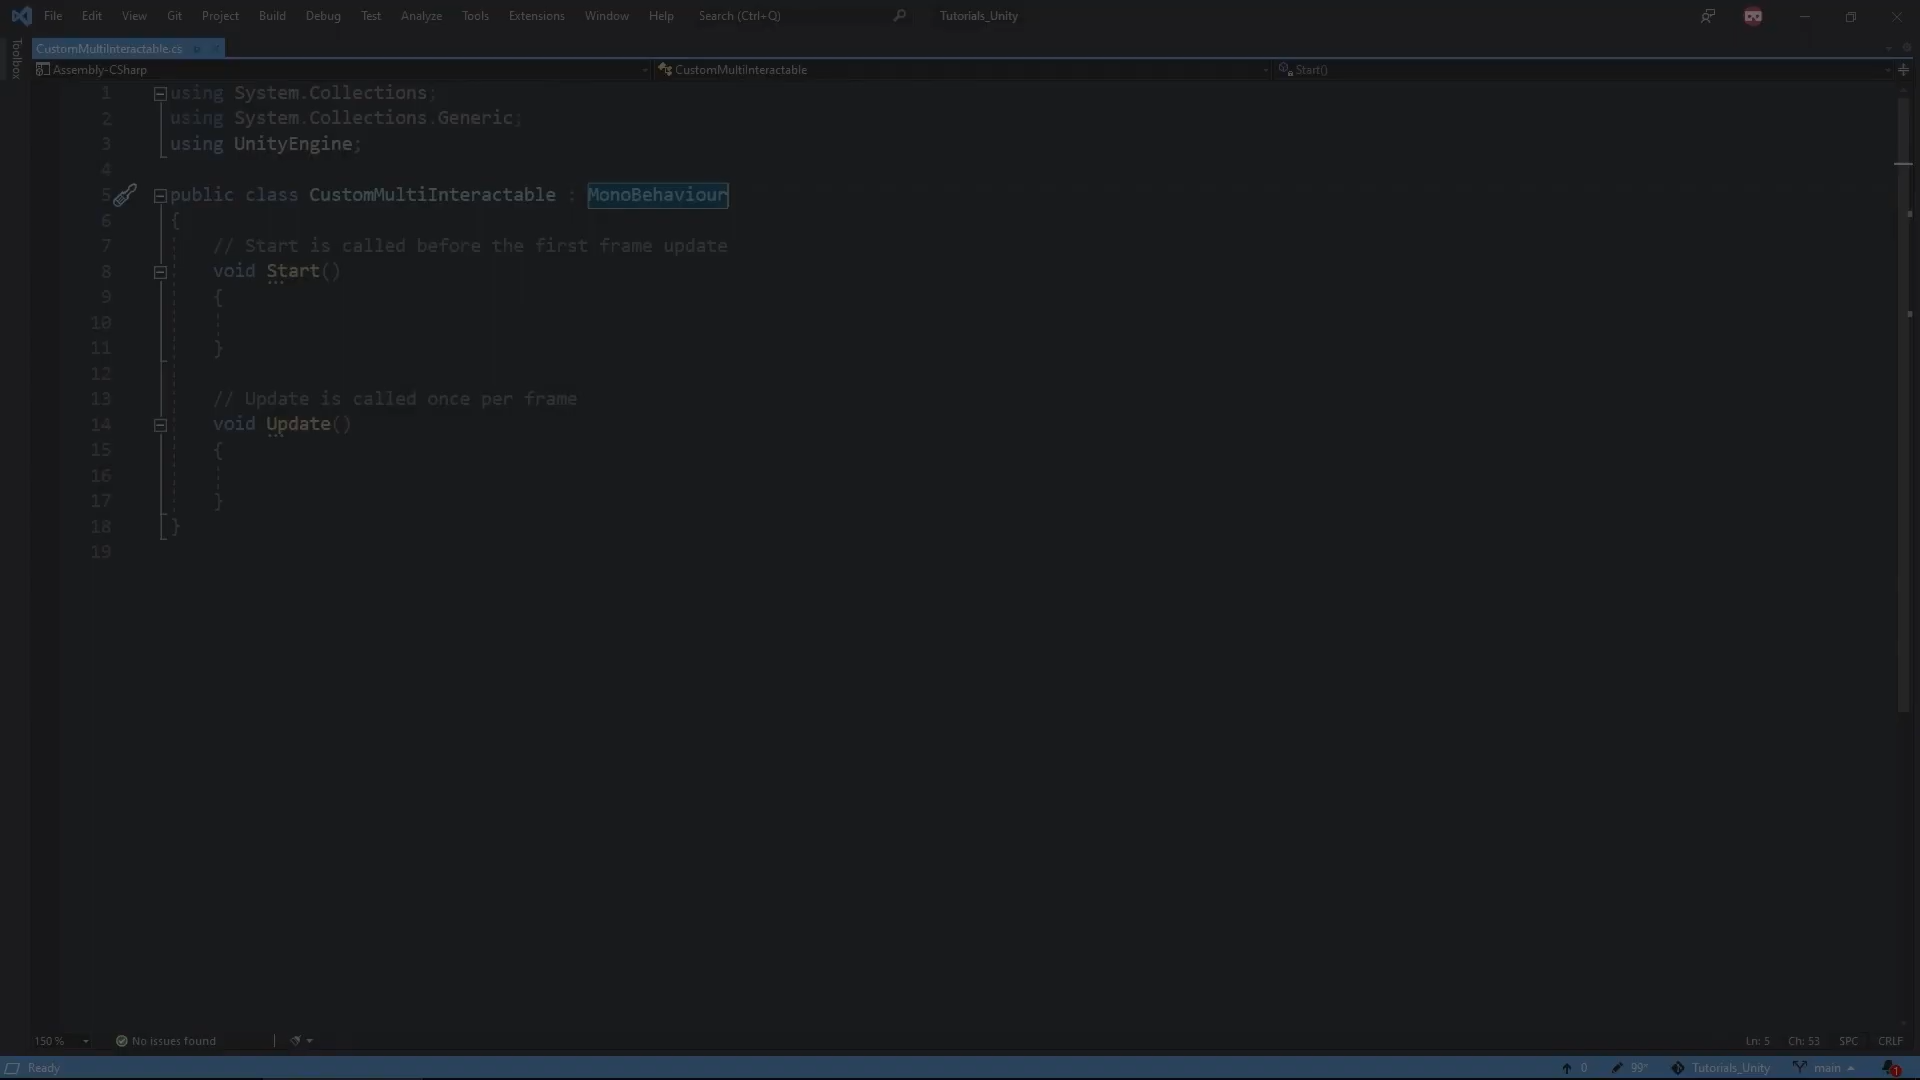 File Edit View Git Project Build Debug Test Analyze Tools Extensions Window Help Search (Ctrl+Q) Tutorials_Unity
Toolbox
CustomMultiInteractable.cs
Assembly-CSharp CustomMultiInteractable Start()
1 using System.Collections;
2 using System.Collections.Generic;
3 using UnityEngine;
4
5 public class CustomMultiInteractable : MonoBehaviour
6 {
7 // Start is called before the first frame update
8 void Start()
9 {
10
11 }
12
13 // Update is called once per frame
14 void Update()
15 {
16
17 }
18 }
19
150 % No issues found Ln: 5 Ch: 53 SPC CRLF
Ready 0 99+ Tutorials_Unity main 1